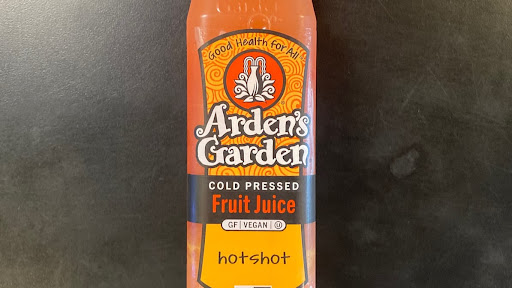 Good Health for All
Arden's
Garden
COLD PRESSED
Fruit Juice
GF | VEGAN | U
hotshot